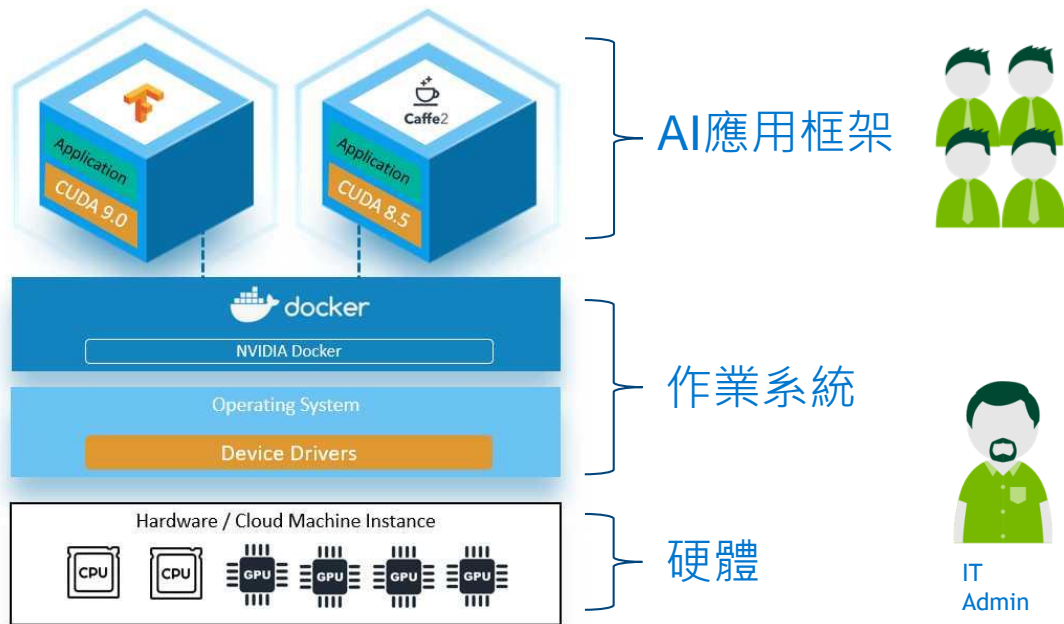 Application
CUDA 9.0
Caffe2
Application
CUDA 8.5
AI應用框架
docker
NVIDIA Docker
Operating System
Device Drivers
作業系統
Hardware / Cloud Machine Instance
CPU
CPU
GPU
GPU
GPU
GPU
硬體
IT
Admin